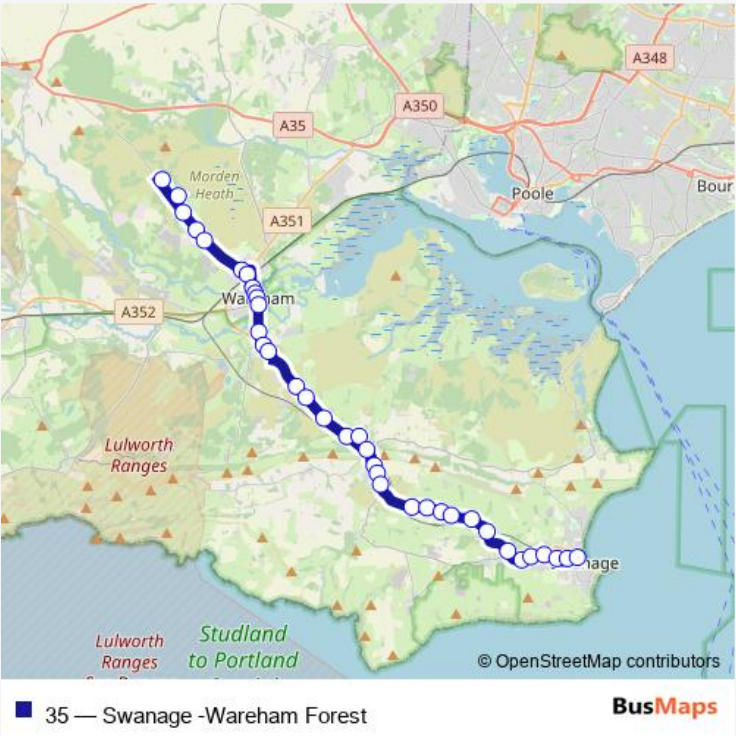 A348
A350
A35
Morden
Heath
Poole
Bour
A351
Wareham
A352
Lulworth
Ranges
nage
Lulworth
Ranges
Studland
to Portland
© OpenStreetMap contributors
35 — Swanage -Wareham Forest
BusMaps